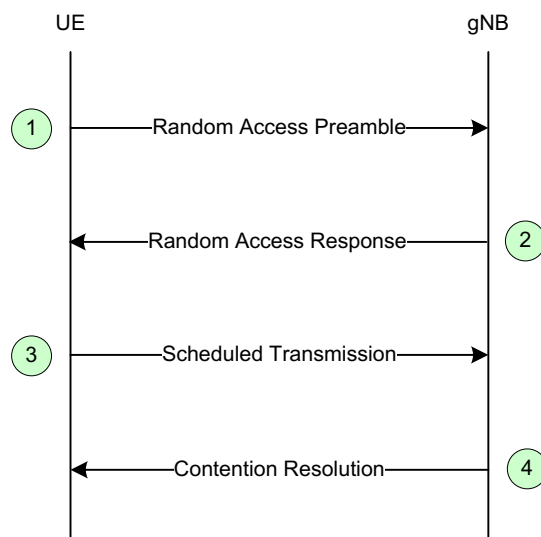 UE
gNB
1
Random Access Preamble
Random Access Response
2
3
Scheduled Transmission
Contention Resolution
4